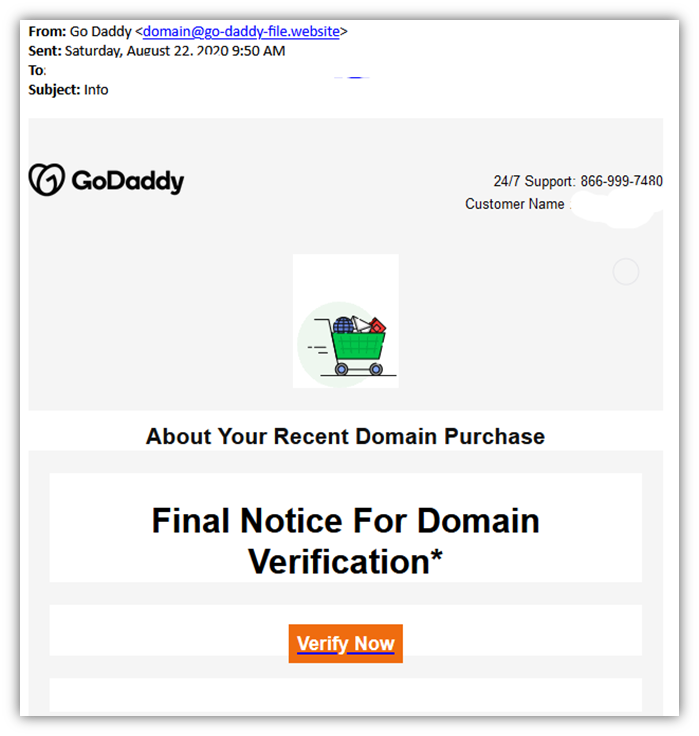 From: Go Daddy <domain@go-daddy-file.website>
Sent: Saturday, August 22, 2020 9:50 AM
To:
Subject: Info
GoDaddy
24/7 Support: 866-999-7480
Customer Name
About Your Recent Domain Purchase
Final Notice For Domain
Verification*
Verify Now